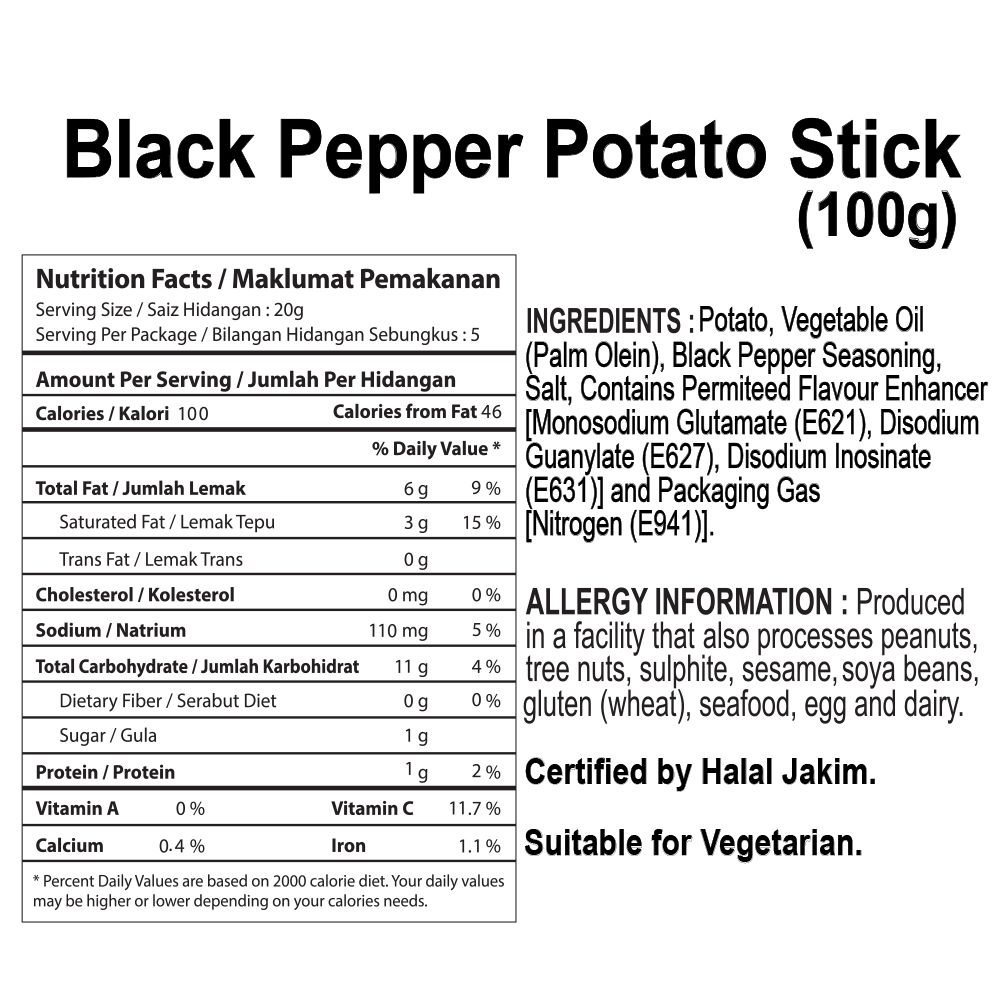 Black Pepper Potato Stick
(100g)
Nutrition Facts / Maklumat Pemakanan
Serving Size / Saiz Hidangan : 20g
Serving Per Package / Bilangan Hidangan Sebungkus : 5
Amount Per Serving / Jumlah Per Hidangan
Calories / Kalori 100 Calories from Fat 46
% Daily Value *
Total Fat / Jumlah Lemak 6 g 9 %
Saturated Fat / Lemak Tepu 3 g 15 %
Trans Fat / Lemak Trans 0 g
Cholesterol / Kolesterol 0 mg 0 %
Sodium / Natrium 110 mg 5 %
Total Carbohydrate / Jumlah Karbohidrat 11 g 4 %
Dietary Fiber / Serabut Diet 0 g 0 %
Sugar / Gula 1 g
Protein / Protein 1 g 2 %
Vitamin A 0 % Vitamin C 11.7 %
Calcium 0.4 % Iron 1.1 %
* Percent Daily Values are based on 2000 calorie diet. Your daily values
may be higher or lower depending on your calories needs.
INGREDIENTS : Potato, Vegetable Oil
(Palm Olein), Black Pepper Seasoning,
Salt, Contains Permiteed Flavour Enhancer
[Monosodium Glutamate (E621), Disodium
Guanylate (E627), Disodium Inosinate
(E631)] and Packaging Gas
[Nitrogen (E941)].
ALLERGY INFORMATION : Produced
in a facility that also processes peanuts,
tree nuts, sulphite, sesame, soya beans,
gluten (wheat), seafood, egg and dairy.
Certified by Halal Jakim.
Suitable for Vegetarian.